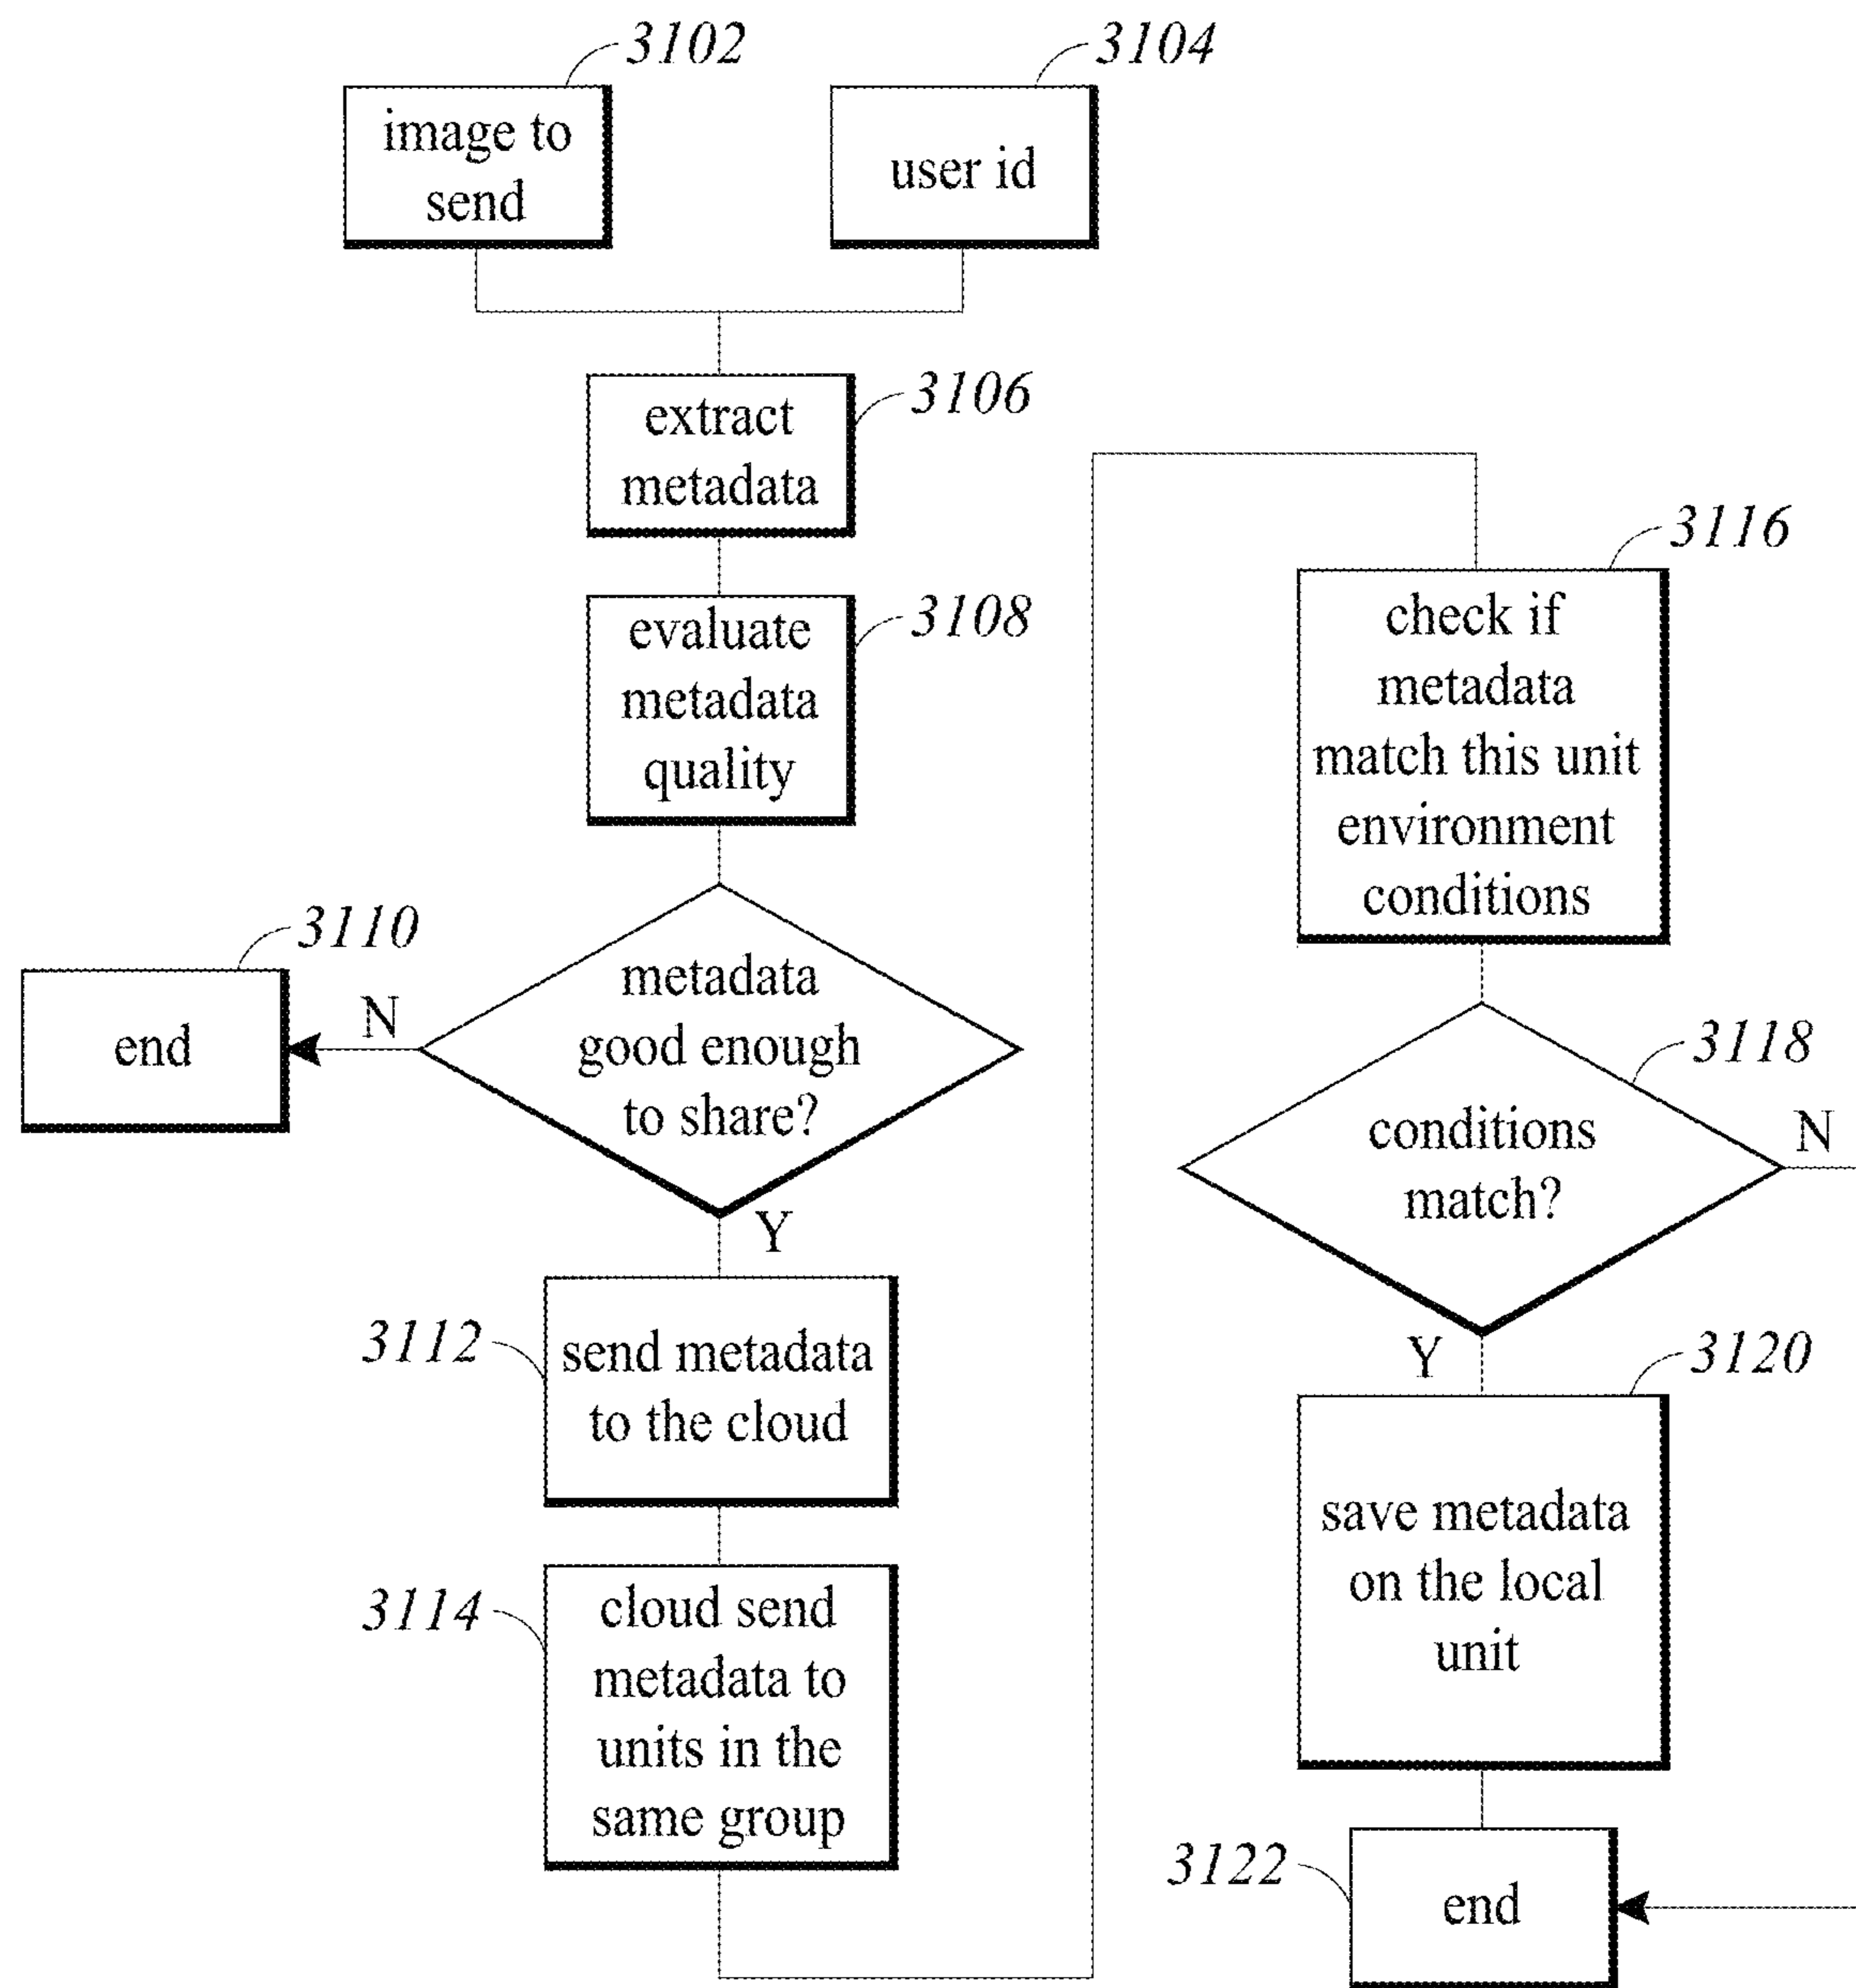 3102
image to
send
3104
user id
3106
extract
metadata
3108
evaluate
metadata
quality
metadata
good enough
to share?
N
3110
end
Y
3112
send metadata
to the cloud
3114
cloud send
metadata to
units in the
same group
3116
check if
metadata
match this unit
environment
conditions
3118
conditions
match?
N
Y
3120
save metadata
on the local
unit
3122
end